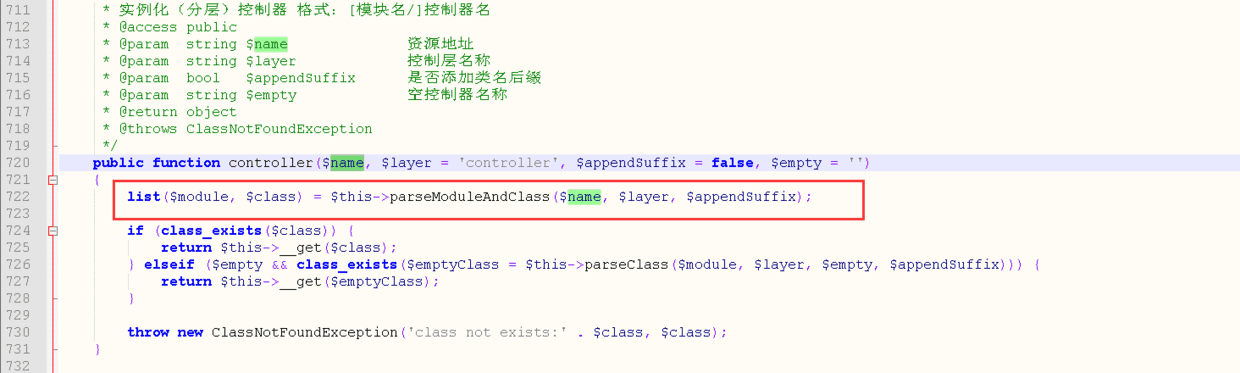 711 * 实例化（分层）控制器 格式：[模块名/]控制器名
712 * @access public
713 * @param  string $name              资源地址
714 * @param  string $layer             控制层名称
715 * @param  bool   $appendSuffix      是否添加类名后缀
716 * @param  string $empty             空控制器名称
717 * @return object
718 * @throws ClassNotFoundException
719 */
720 public function controller($name, $layer = 'controller', $appendSuffix = false, $empty = '')
721 {
722 list($module, $class) = $this->parseModuleAndClass($name, $layer, $appendSuffix);
723
724 if (class_exists($class)) {
725 return $this->__get($class);
726 } elseif ($empty && class_exists($emptyClass = $this->parseClass($module, $layer, $empty, $appendSuffix))) {
727 return $this->__get($emptyClass);
728 }
729
730 throw new ClassNotFoundException('class not exists:' . $class, $class);
731 }
732